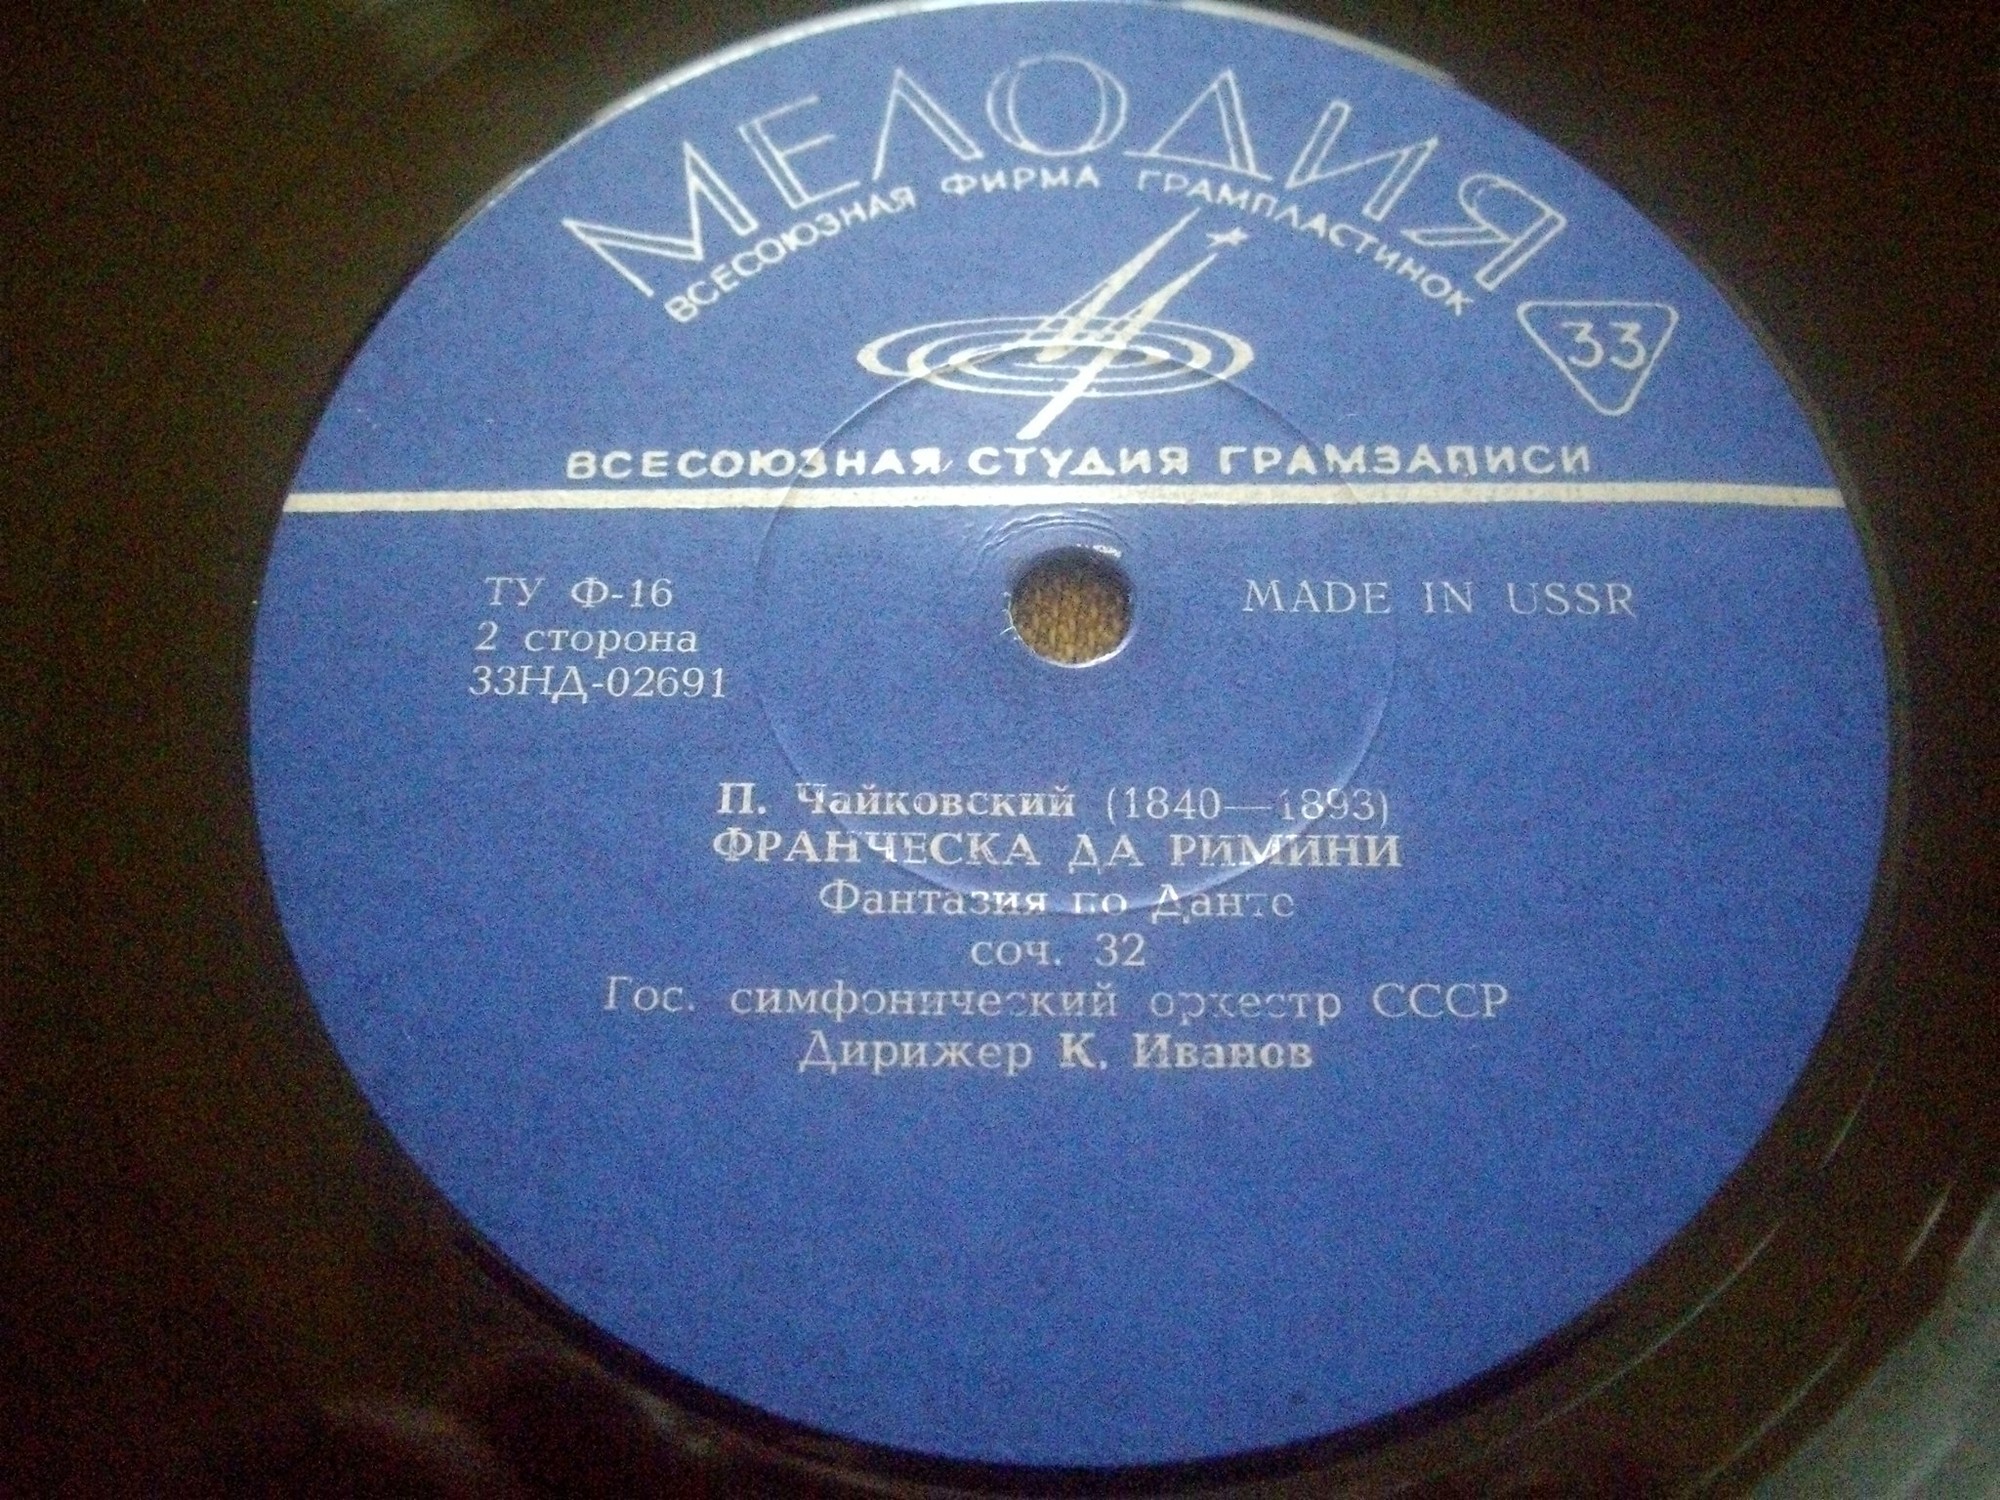 МЕЛОДИЯ
ВСЕСОЮЗНАЯ ФИРМА ГРАМПЛАСТИНОК
33
ВСЕСОЮЗНАЯ СТУДИЯ ГРАМЗАПИСИ
ТУ Ф-16
MADE IN USSR
2 сторона
33НД-02691
П. Чайковский (1840—1893)
ФРАНЧЕСКА ДА РИМИНИ
Фантазия по Данте
соч. 32
Гос. симфонический оркестр СССР
Дирижер К. Иванов